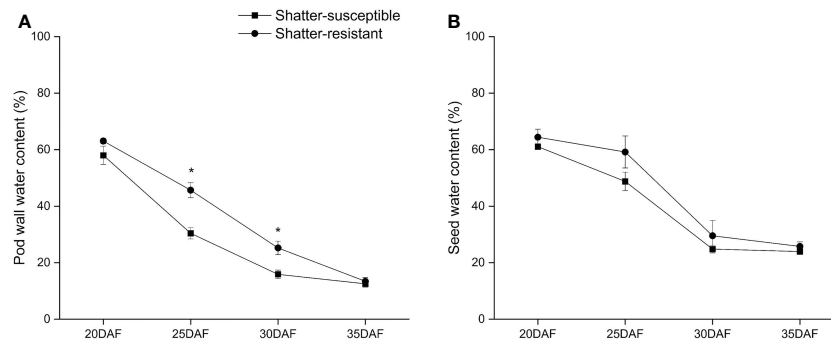 A
Shatter-susceptible
Shatter-resistant
Pod wall water content (%)
100
80
60
40
20
0
*
*
20DAF 25DAF 30DAF 35DAF
B
Seed water content (%)
100
80
60
40
20
0
20DAF 25DAF 30DAF 35DAF